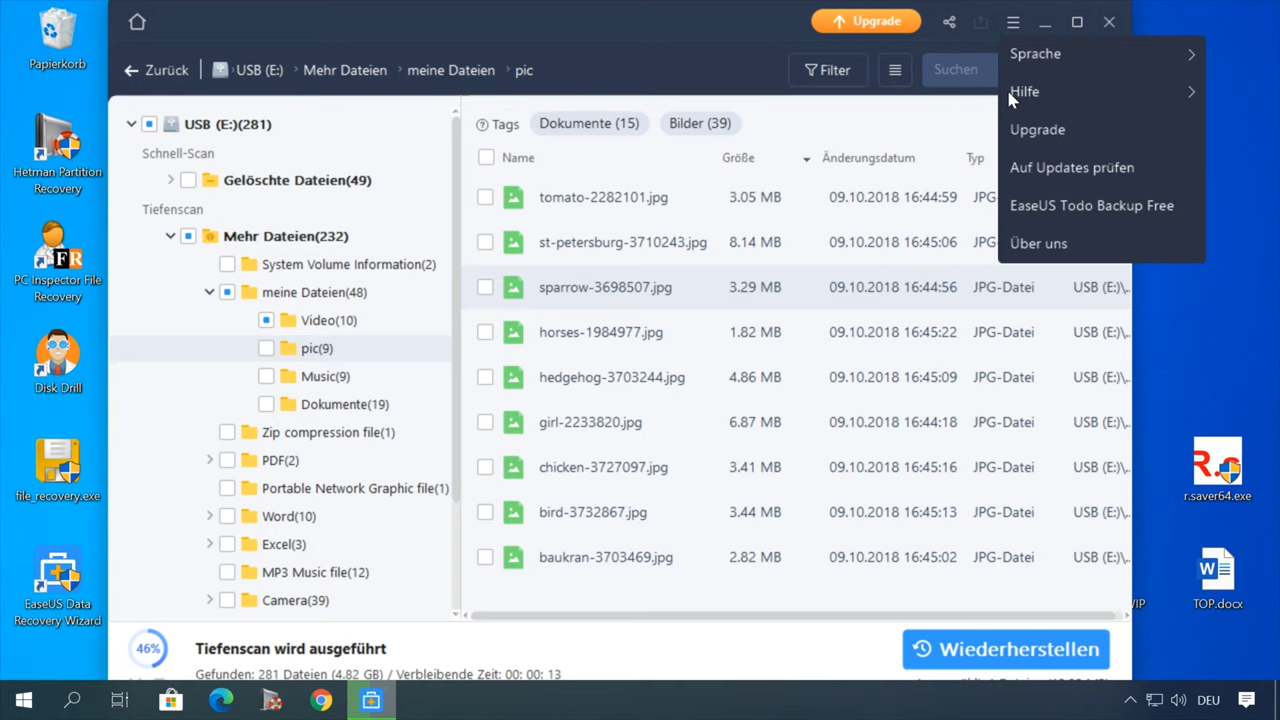 Papierkorb
Hetman Partition
Recovery
PC Inspector File
Recovery
Disk Drill
file_recovery.exe
EaseUS Data
Recovery Wizard
Upgrade
Zurück
USB (E:)
Mehr Dateien
meine Dateien
pic
Filter
Suchen
Sprache
Hilfe
Upgrade
Auf Updates prüfen
EaseUS Todo Backup Free
Über uns
USB (E:)(281)
Schnell-Scan
Gelöschte Dateien(49)
Tiefenscan
Mehr Dateien(232)
System Volume Information(2)
meine Dateien(48)
Video(10)
pic(9)
Music(9)
Dokumente(19)
Zip compression file(1)
PDF(2)
Portable Network Graphic file(1)
Word(10)
Excel(3)
MP3 Music file(12)
Camera(39)
Tags Dokumente (15) Bilder (39)
Name Größe Änderungsdatum Typ
tomato-2282101.jpg 3.05 MB 09.10.2018 16:44:59 JPG-
st-petersburg-3710243.jpg 8.14 MB 09.10.2018 16:45:06 JPG-
sparrow-3698507.jpg 3.29 MB 09.10.2018 16:44:56 JPG-Datei USB (E:)\..
horses-1984977.jpg 1.82 MB 09.10.2018 16:45:22 JPG-Datei USB (E:)\..
hedgehog-3703244.jpg 4.86 MB 09.10.2018 16:45:09 JPG-Datei USB (E:)\..
girl-2233820.jpg 6.87 MB 09.10.2018 16:44:18 JPG-Datei USB (E:)\..
chicken-3727097.jpg 3.41 MB 09.10.2018 16:45:16 JPG-Datei USB (E:)\..
bird-3732867.jpg 3.44 MB 09.10.2018 16:45:13 JPG-Datei USB (E:)\..
baukran-3703469.jpg 2.82 MB 09.10.2018 16:45:02 JPG-Datei USB (E:)\..
46%
Tiefenscan wird ausgeführt
Gefunden: 281 Dateien (4.82 GB) / Verbleibende Zeit: 00: 00: 13
Wiederherstellen
R.s
r.saver64.exe
W
TOP.docx
VIP
DEU